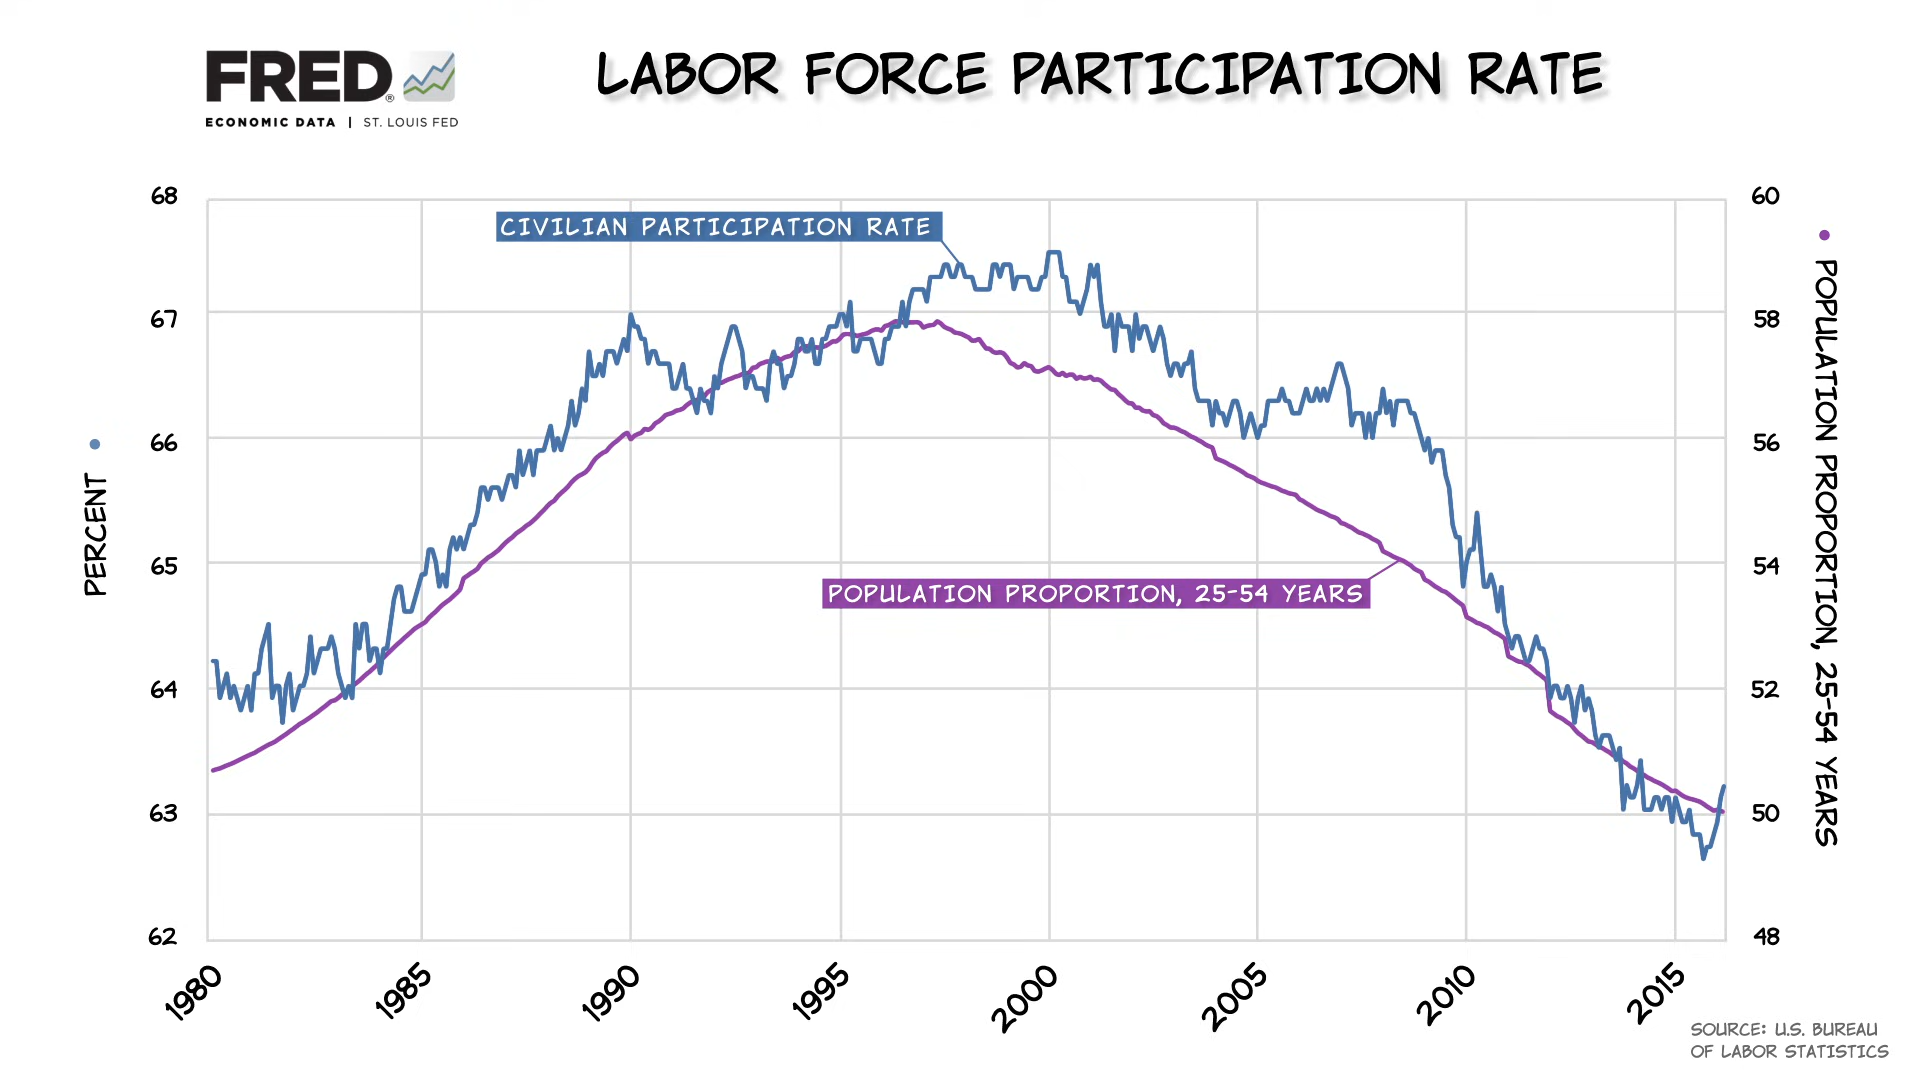 FRED®
ECONOMIC DATA | ST. LOUIS FED
LABOR FORCE PARTICIPATION RATE
PERCENT
68
67
66
65
64
63
62
CIVILIAN PARTICIPATION RATE
POPULATION PROPORTION, 25-54 YEARS
60
58
56
54
52
50
48
POPULATION PROPORTION, 25-54 YEARS
1980
1985
1990
1995
2000
2005
2010
2015
SOURCE: U.S. BUREAU
OF LABOR STATISTICS